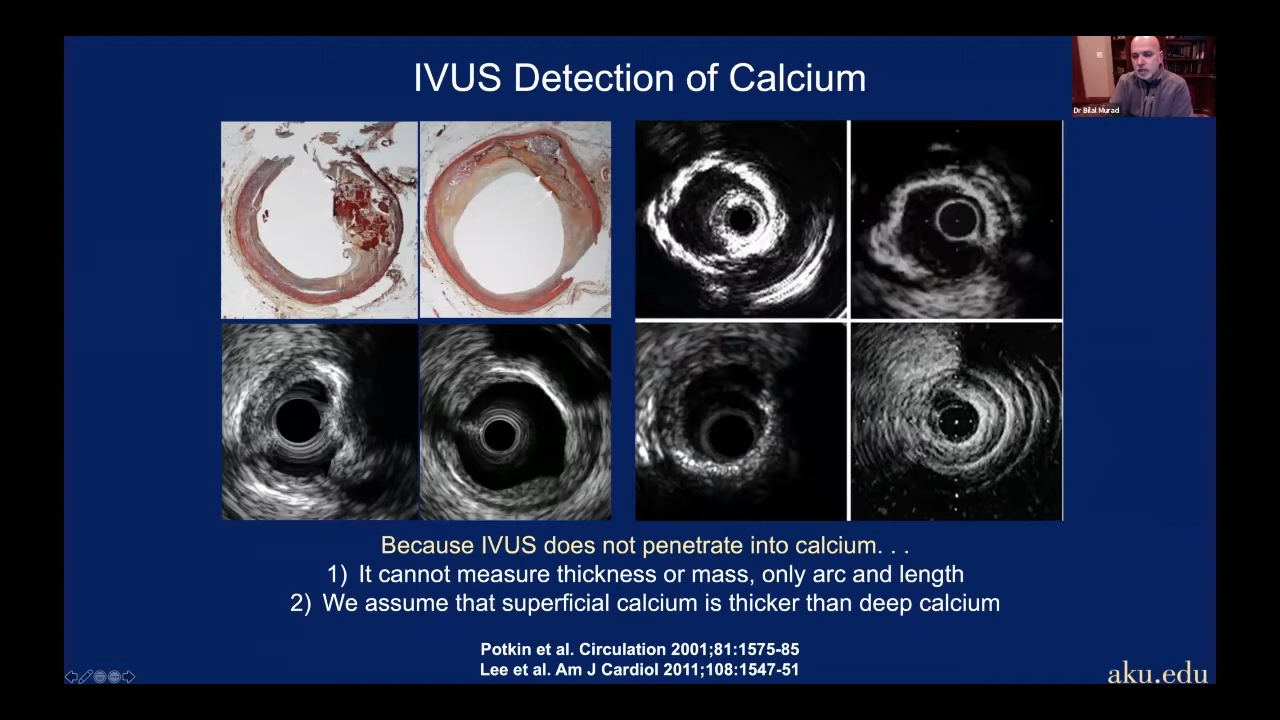 IVUS Detection of Calcium
Dr Bilal Murad
Because IVUS does not penetrate into calcium. . .
1) It cannot measure thickness or mass, only arc and length
2) We assume that superficial calcium is thicker than deep calcium
Potkin et al. Circulation 2001;81:1575-85
Lee et al. Am J Cardiol 2011;108:1547-51
aku.edu